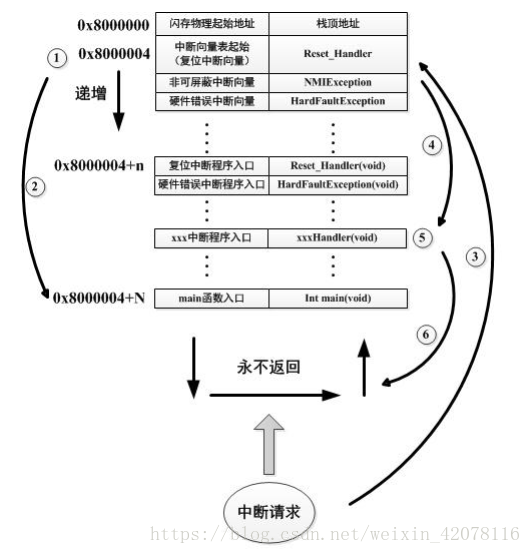 0x8000000 闪存物理起始地址 栈顶地址
① 0x8000004 中断向量表起始 Reset_Handler
（复位中断向量）
递增 非可屏蔽中断向量 NMIException
硬件错误中断向量 HardFaultException
④
0x8000004+n 复位中断程序入口 Reset_Handler(void)
② 硬件错误中断程序入口 HardFaultException(void)
xxx中断程序入口 xxxHandler(void) ⑤
③
0x8000004+N main函数入口 Int main(void)
⑥
永不返回
中断请求
https://blog.csdn.net/weixin_42078116